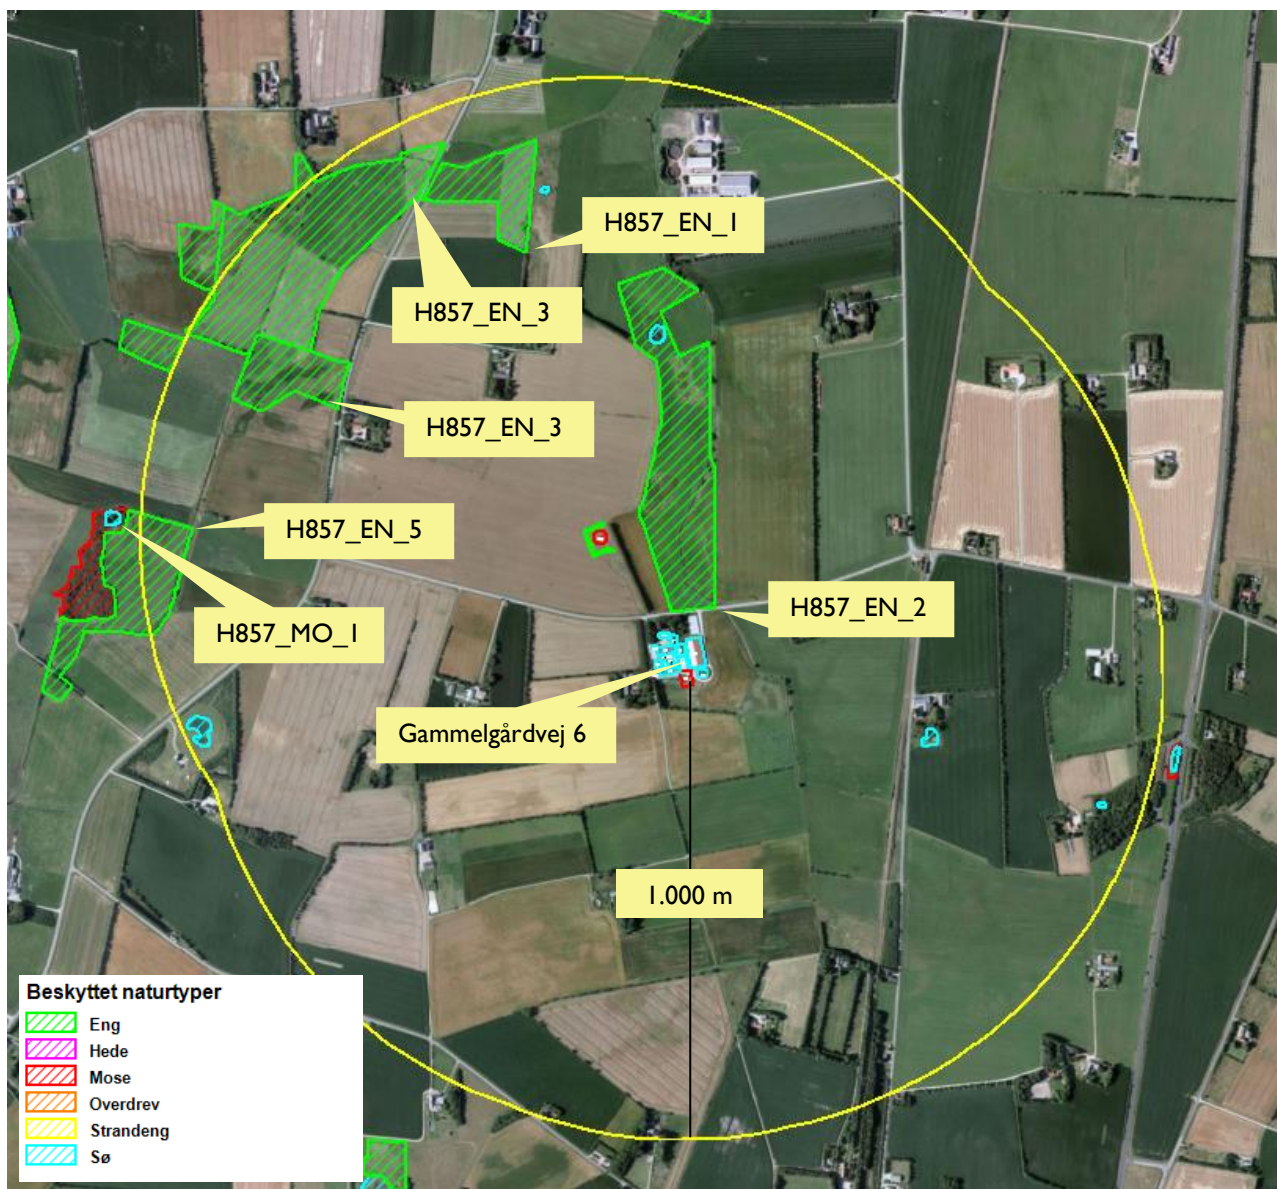 H857_EN_1
H857_EN_3
H857_EN_3
H857_EN_5
H857_EN_2
H857_MO_1
Gammelgårdvej 6
1.000 m
Beskyttet naturtyper
Eng
Hede
Mose
Overdrev
Strandeng
Sø